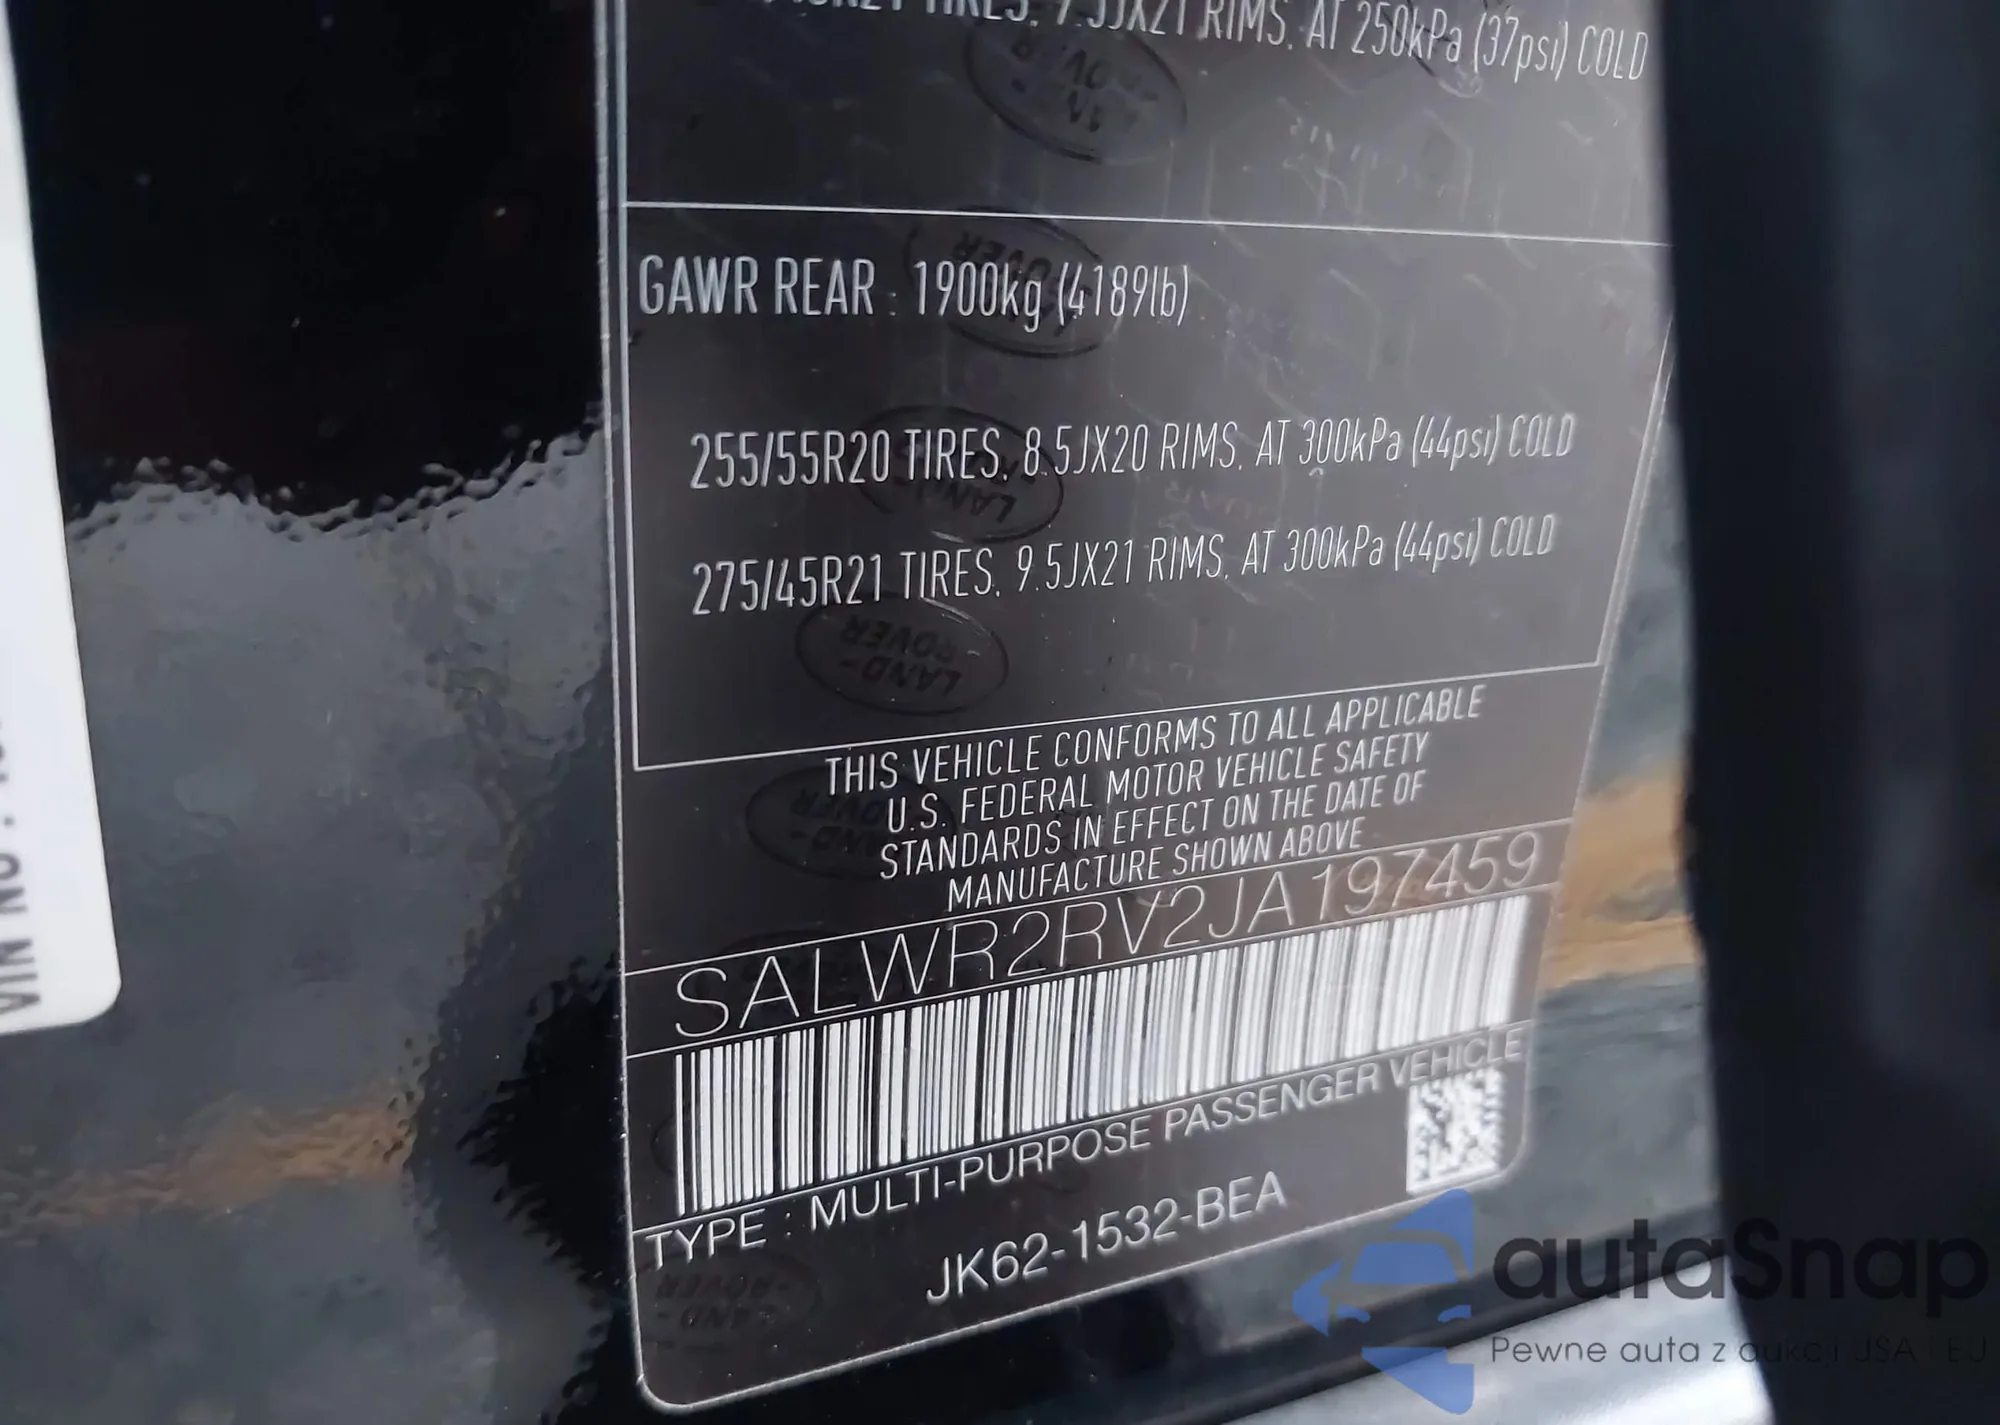 TIRES, 9.5JX21 RIMS, AT 250kPa (37psi) COLD
GAWR REAR : 1900kg (4189lb)
255/55R20 TIRES, 8.5JX20 RIMS, AT 300kPa (44psi) COLD
275/45R21 TIRES, 9.5JX21 RIMS, AT 300kPa (44psi) COLD
THIS VEHICLE CONFORMS TO ALL APPLICABLE
U.S. FEDERAL MOTOR VEHICLE SAFETY
STANDARDS IN EFFECT ON THE DATE OF
MANUFACTURE SHOWN ABOVE
SALWR2RV2JA197459
TYPE : MULTI-PURPOSE PASSENGER VEHICLE
JK62-1532-BEA
LAND-
ROVER
VIN NO :
autaSnap
Pewne auta z aukcji USA i EU